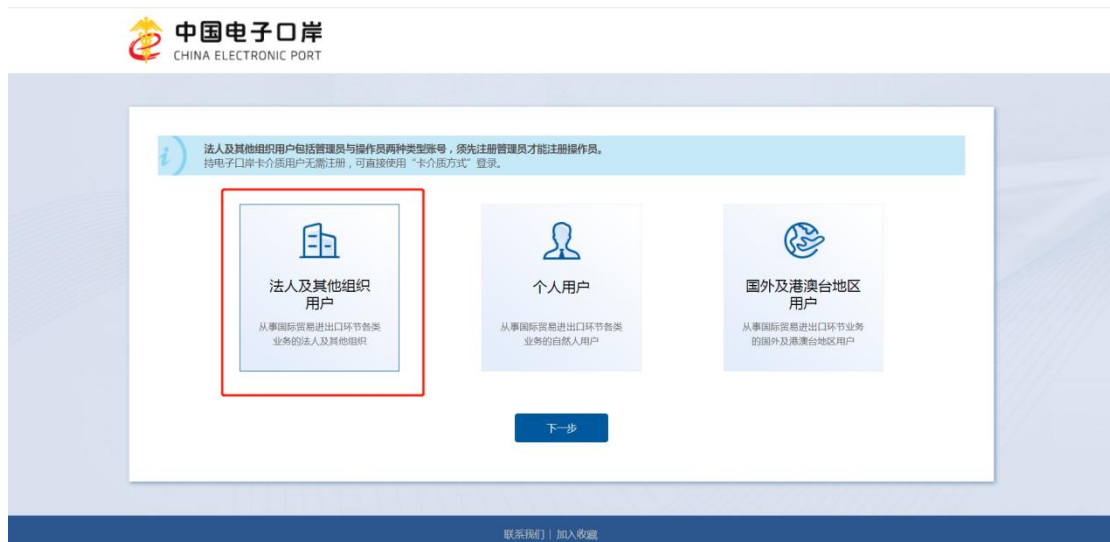 中国电子口岸
CHINA ELECTRONIC PORT
法人及其他组织用户包括管理员与操作员两种类型账号，须先注册管理员才能注册操作员。
持电子口岸卡介质用户无需注册，可直接使用“卡介质方式”登录。
法人及其他组织
用户
从事国际贸易进出口环节各类
业务的法人及其他组织
个人用户
从事国际贸易进出口环节各类
业务的自然人用户
国外及港澳台地区
用户
从事国际贸易进出口环节业务
的国外及港澳台地区用户
下一步
联系我们 | 加入收藏